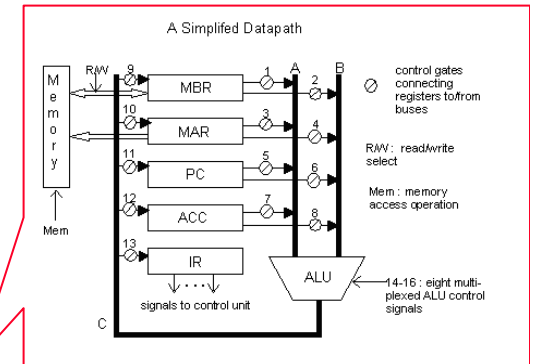 A Simplifed Datapath
R/W
9
1
A
B
Memory
MBR
2
control gates
connecting
registers to/from
buses
10
3
MAR
4
R/W : read/write
select
11
5
PC
6
Mem : memory
access operation
12
7
ACC
8
Mem
13
IR
ALU
signals to control unit
14-16 : eight multi-
plexed ALU control
signals
C